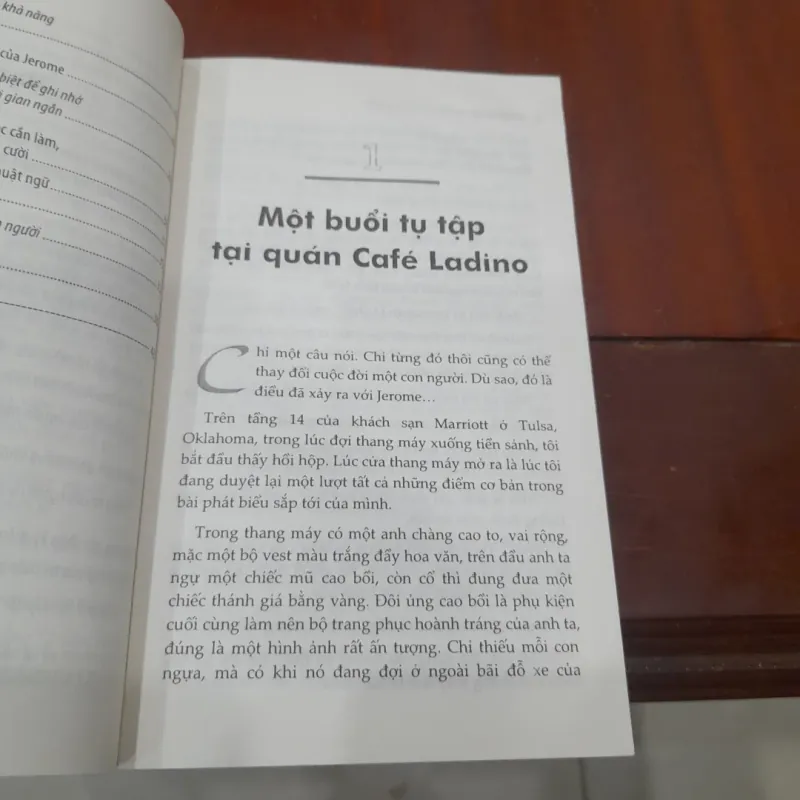 khả năng
của Jerome
biệt để ghi nhớ
gian ngắn
cần làm,
cười
thuật ngữ
người
1
Một buổi tụ tập
tại quán Café Ladino
Chỉ một câu nói. Chỉ từng đó thôi cũng có thể
thay đổi cuộc đời một con người. Dù sao, đó là
điều đã xảy ra với Jerome...
Trên tầng 14 của khách sạn Marriott ở Tulsa,
Oklahoma, trong lúc đợi thang máy xuống tiền sảnh, tôi
bắt đầu thấy hồi hộp. Lúc cửa thang máy mở ra là lúc tôi
đang duyệt lại một lượt tất cả những điểm cơ bản trong
bài phát biểu sắp tới của mình.
Trong thang máy có một anh chàng cao to, vai rộng,
mặc một bộ vest màu trắng đầy hoa văn, trên đầu anh ta
ngự một chiếc mũ cao bồi, còn cổ thì đung đưa một
chiếc thánh giá bằng vàng. Đôi ủng cao bồi là phụ kiện
cuối cùng làm nên bộ trang phục hoành tráng của anh ta,
đúng là một hình ảnh rất ấn tượng. Chỉ thiếu mỗi con
ngựa, mà có khi nó đang đợi ở ngoài bãi đỗ xe của